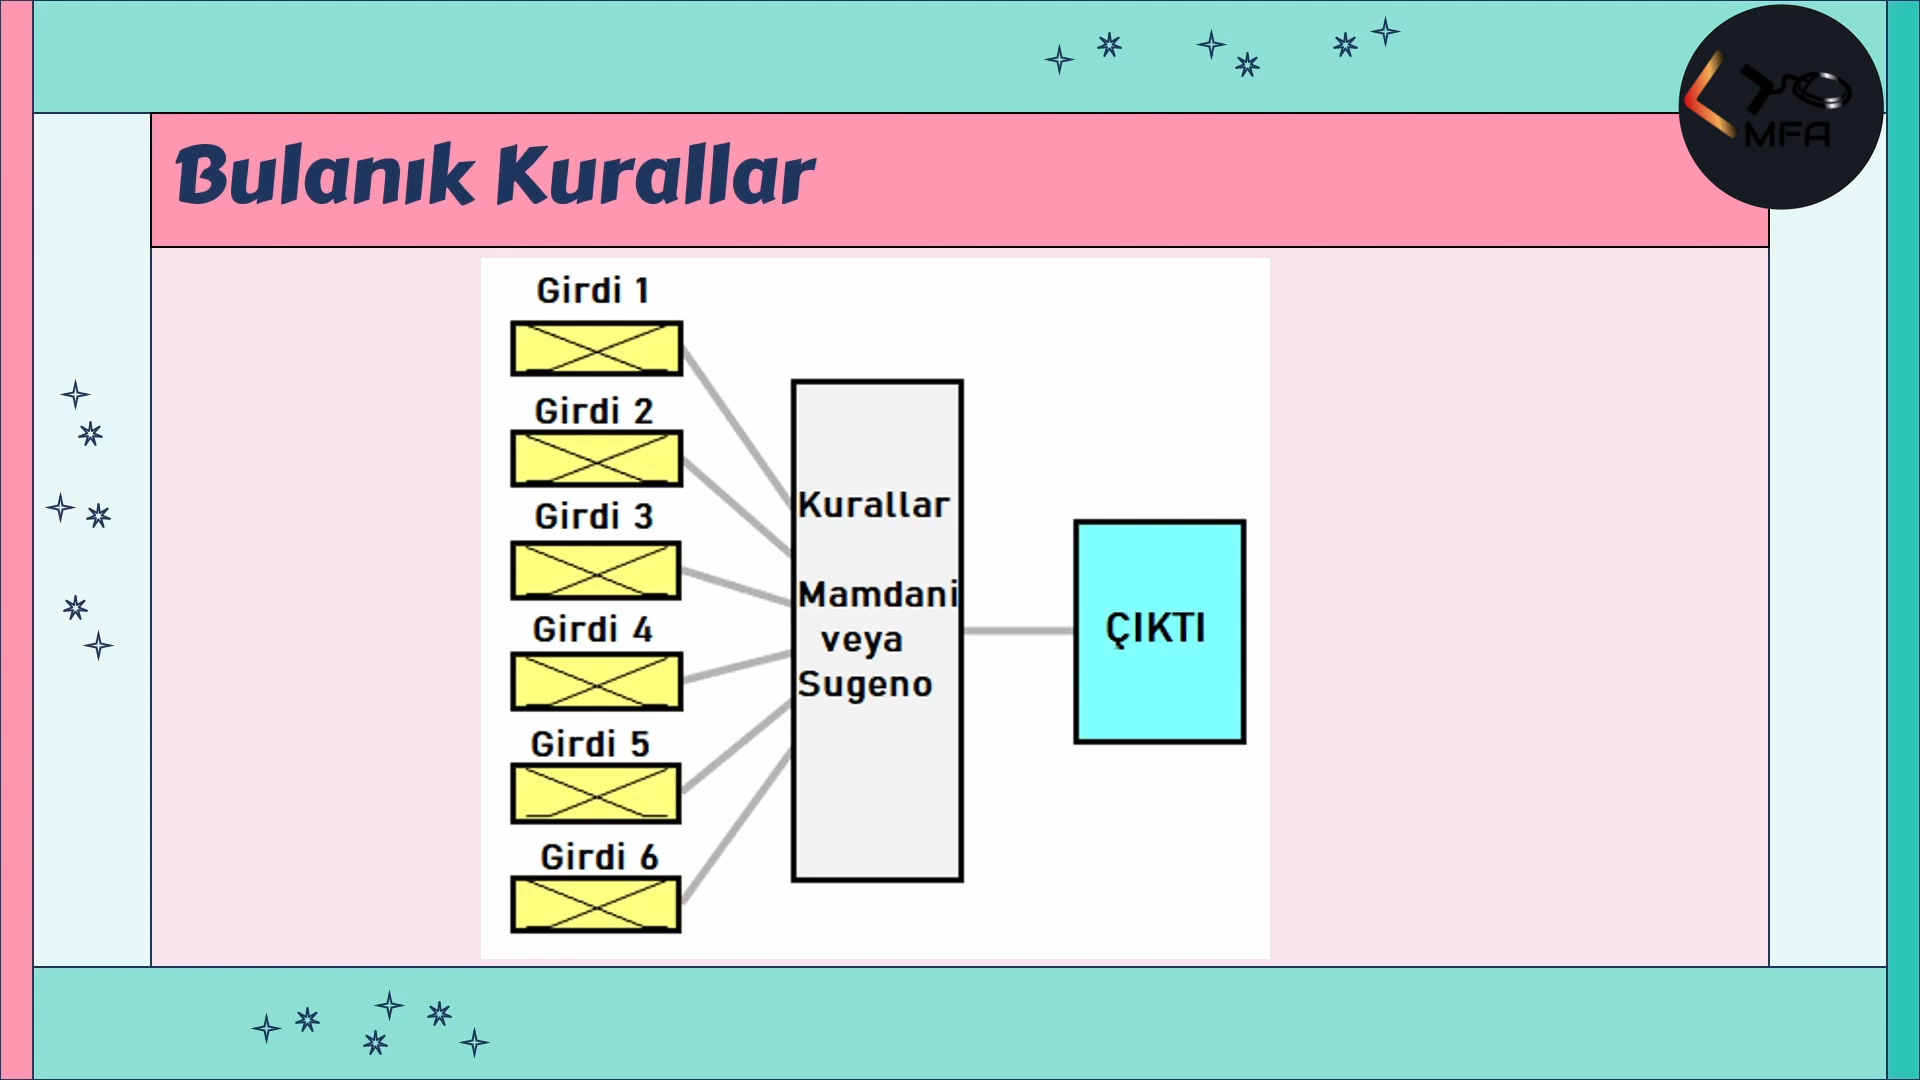 Bulanık Kurallar
MFA
Girdi 1
Girdi 2
Girdi 3
Girdi 4
Girdi 5
Girdi 6
Kurallar
Mamdani
veya
Sugeno
ÇIKTI